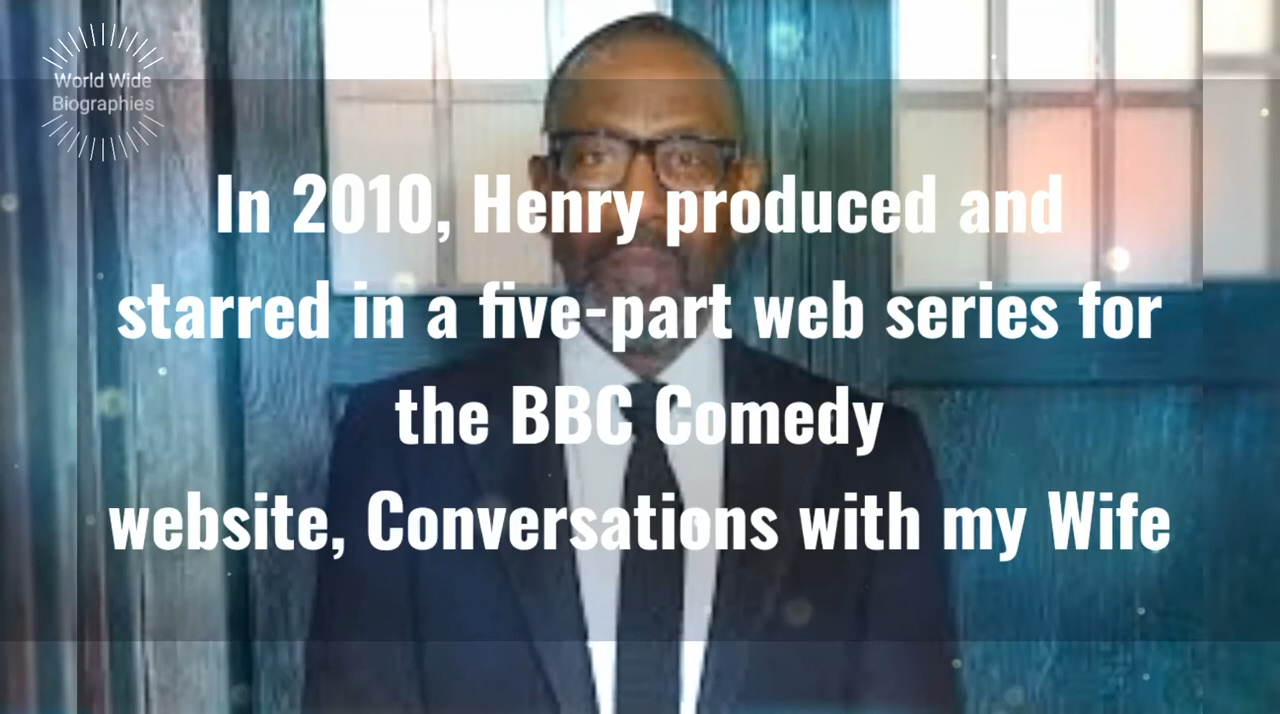 World Wide
Biographies
In 2010, Henry produced and
starred in a five-part web series for
the BBC Comedy
website, Conversations with my Wife